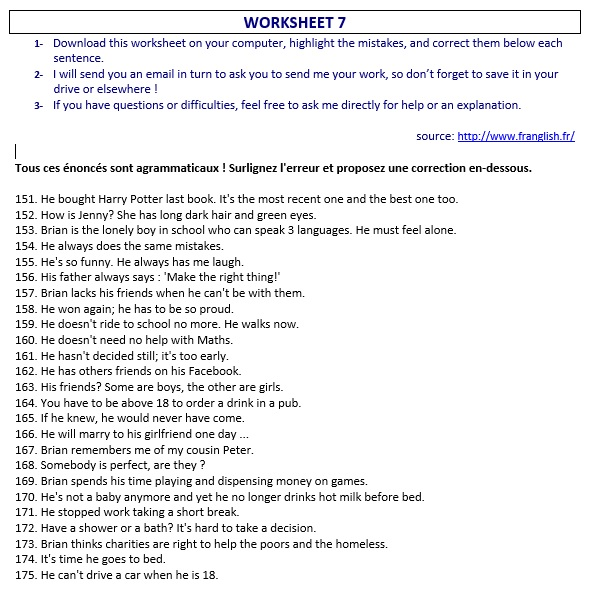 WORKSHEET 7
1- Download this worksheet on your computer, highlight the mistakes, and correct them below each
sentence.
2- I will send you an email in turn to ask you to send me your work, so don't forget to save it in your
drive or elsewhere !
3- If you have questions or difficulties, feel free to ask me directly for help or an explanation.
source: http://www.franglish.fr/
Tous ces énoncés sont agrammaticaux ! Surlignez l'erreur et proposez une correction en-dessous.
151. He bought Harry Potter last book. It's the most recent one and the best one too.
152. How is Jenny? She has long dark hair and green eyes.
153. Brian is the lonely boy in school who can speak 3 languages. He must feel alone.
154. He always does the same mistakes.
155. He's so funny. He always has me laugh.
156. His father always says : 'Make the right thing!'
157. Brian lacks his friends when he can't be with them.
158. He won again; he has to be so proud.
159. He doesn't ride to school no more. He walks now.
160. He doesn't need no help with Maths.
161. He hasn't decided still; it's too early.
162. He has others friends on his Facebook.
163. His friends? Some are boys, the other are girls.
164. You have to be above 18 to order a drink in a pub.
165. If he knew, he would never have come.
166. He will marry to his girlfriend one day ...
167. Brian remembers me of my cousin Peter.
168. Somebody is perfect, are they ?
169. Brian spends his time playing and dispensing money on games.
170. He's not a baby anymore and yet he no longer drinks hot milk before bed.
171. He stopped work taking a short break.
172. Have a shower or a bath? It's hard to take a decision.
173. Brian thinks charities are right to help the poors and the homeless.
174. It's time he goes to bed.
175. He can't drive a car when he is 18.